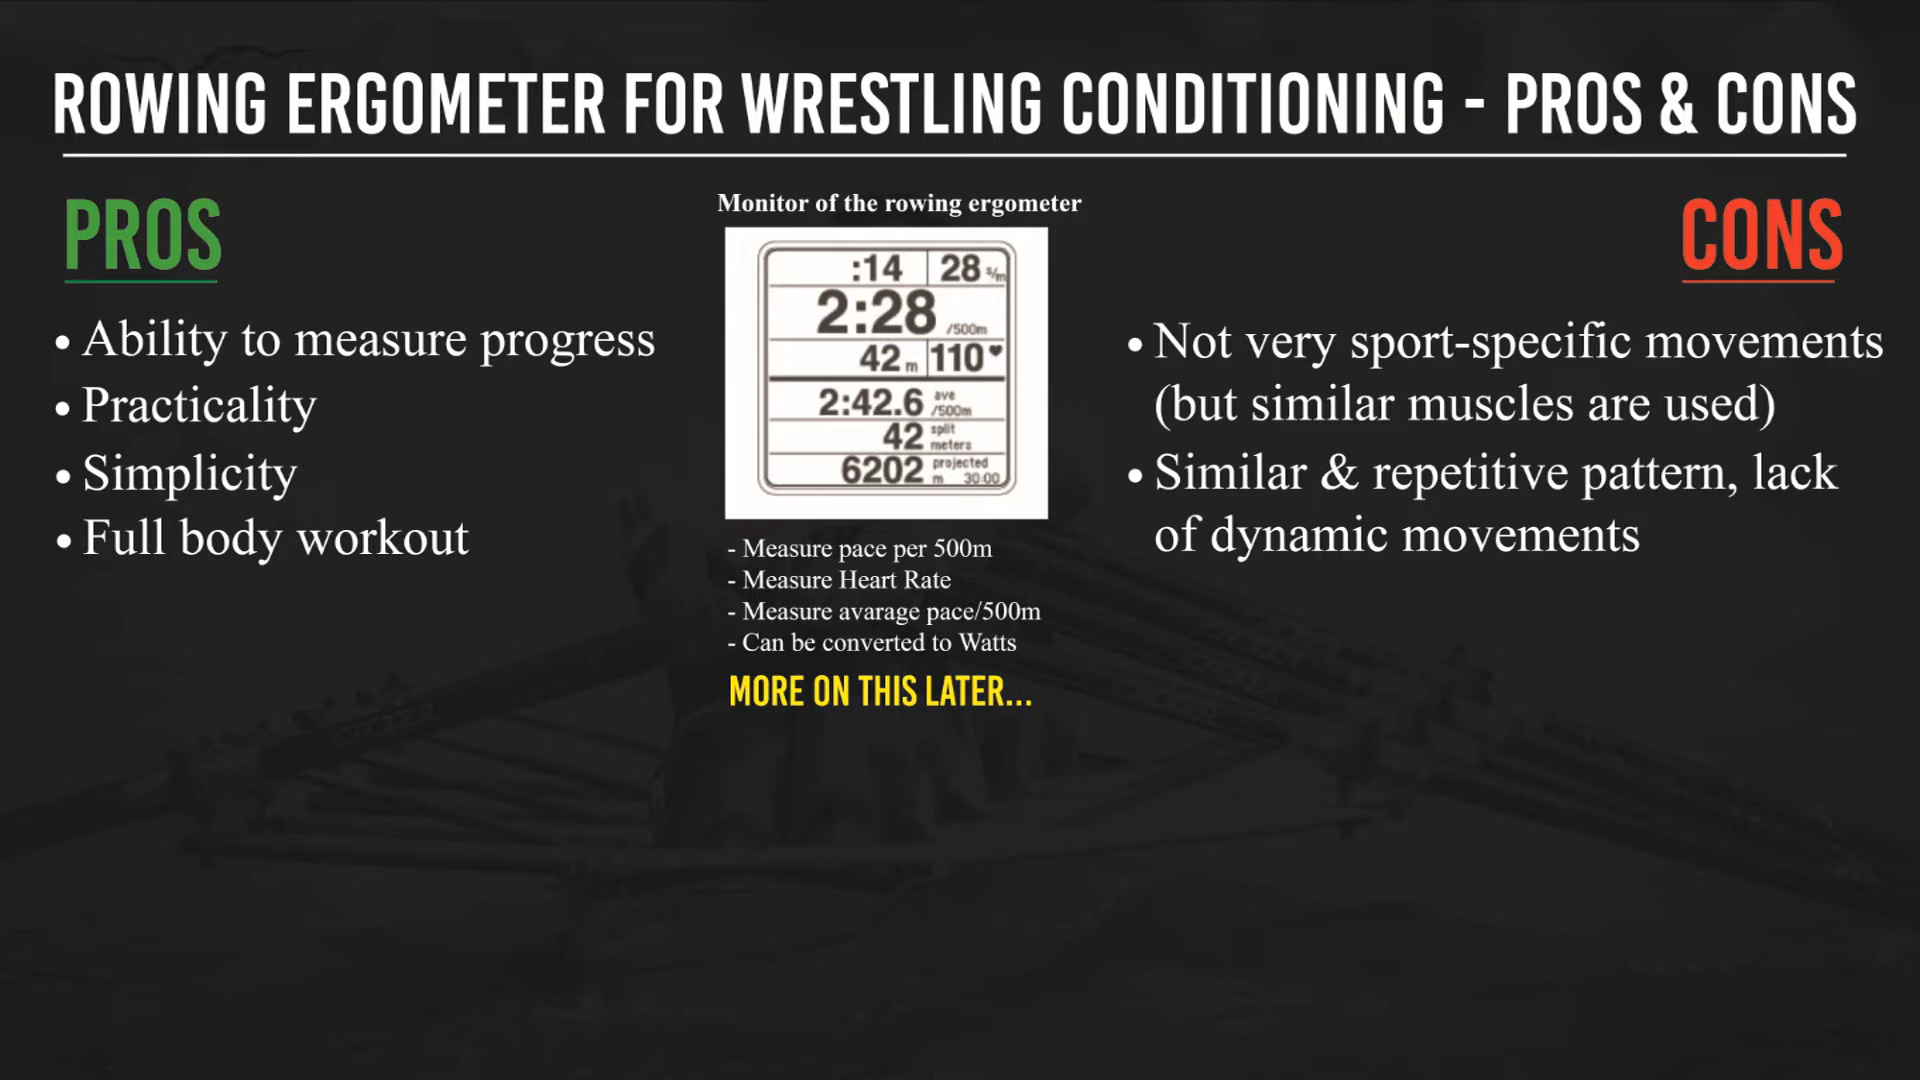 ROWING ERGOMETER FOR WRESTLING CONDITIONING - PROS & CONS
PROS
• Ability to measure progress
• Practicality
• Simplicity
• Full body workout
Monitor of the rowing ergometer
:14 28 s/m
2:28 /500m
42 m 110♥
2:42.6 ave /500m
42 split meters
6202 m projected 30:00
- Measure pace per 500m
- Measure Heart Rate
- Measure avarage pace/500m
- Can be converted to Watts
MORE ON THIS LATER...
CONS
• Not very sport-specific movements
(but similar muscles are used)
• Similar & repetitive pattern, lack
of dynamic movements